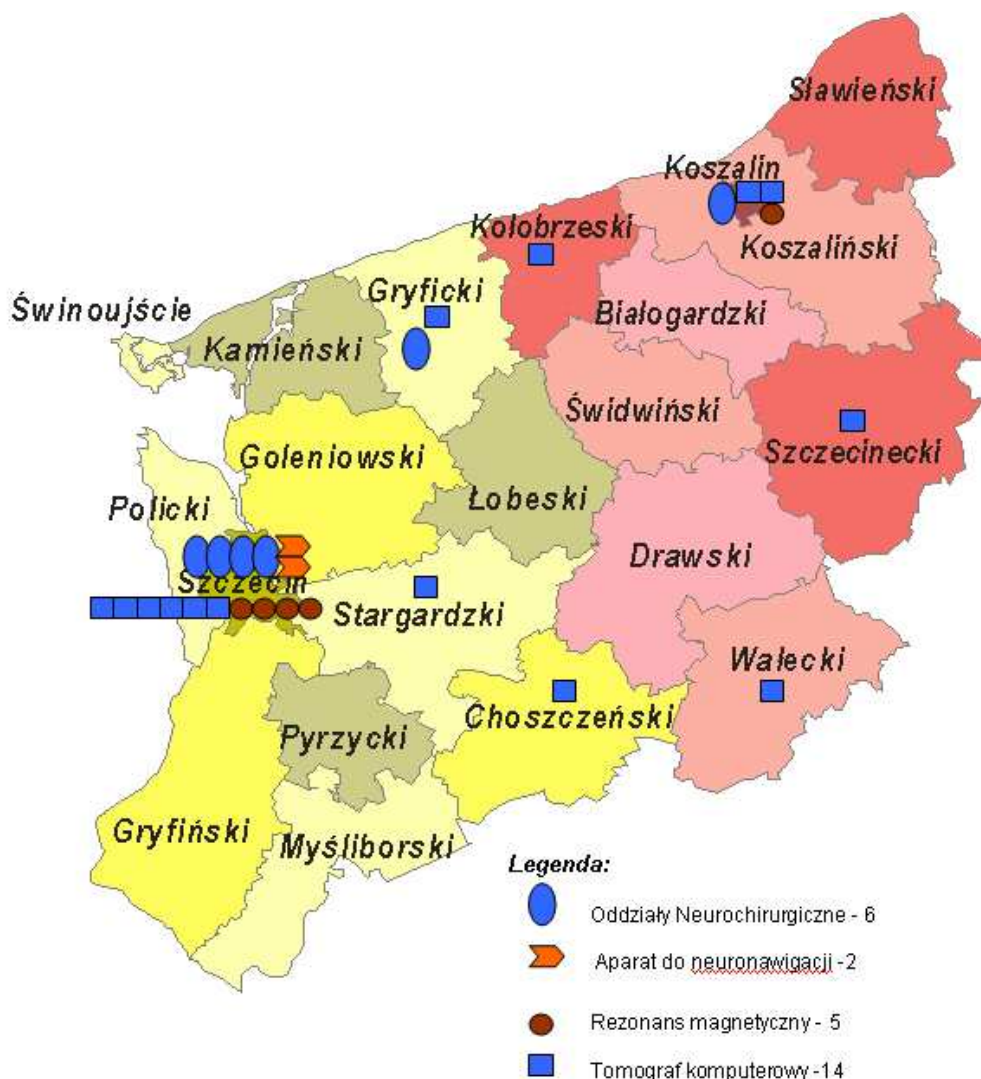 Sławieński
Koszalin
Kołobrzeski
Koszaliński
Gryficki
Świnoujście
Białogardzki
Kamieński
Świdwiński
Goleniowski
Szczecinecki
Łobeski
Policki
Drawski
Szczecin
Stargardzki
Wałecki
Choszczeński
Pyrzycki
Gryfiński
Myśliborski
Legenda:
Oddziały Neurochirurgiczne - 6
Aparat do neuronawigacji -2
Rezonans magnetyczny - 5
Tomograf komputerowy -14